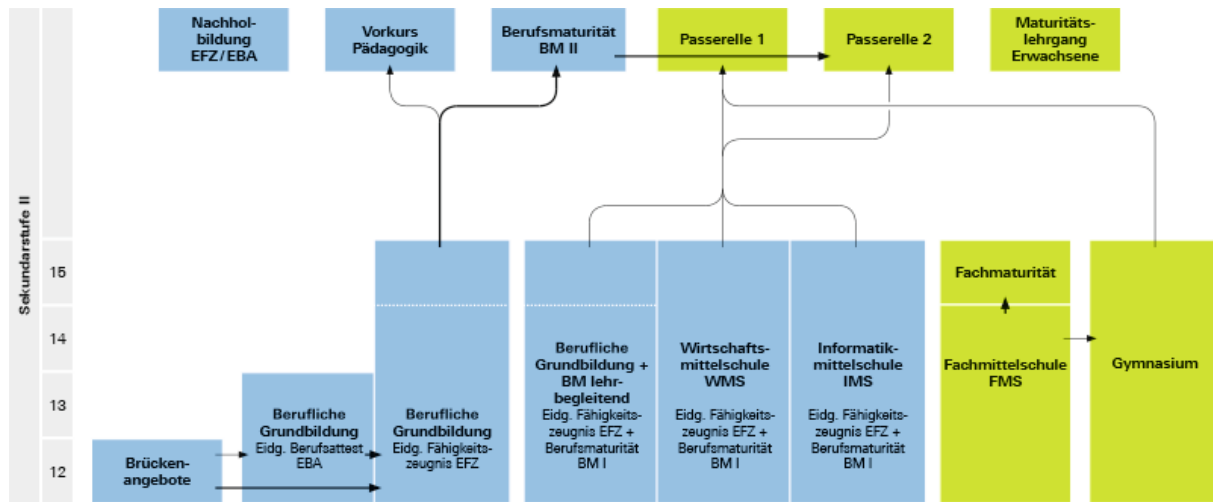 Nachhol-
bildung
EFZ/EBA
Vorkurs
Pädagogik
Berufsmaturität
BM II
Passerelle 1
Passerelle 2
Maturitäts-
lehrgang
Erwachsene
Sekundarstufe II
15
14
13
12
Brücken-
angebote
Berufliche
Grundbildung
Eidg. Berufsattest
EBA
Berufliche
Grundbildung
Eidg. Fähigkeits-
zeugnis EFZ
Berufliche
Grundbildung +
BM lehr-
begleitend
Eidg. Fähigkeits-
zeugnis EFZ +
Berufsmaturität
BM I
Wirtschafts-
mittelschule
WMS
Eidg. Fähigkeits-
zeugnis EFZ +
Berufsmaturität
BM I
Informatik-
mittelschule
IMS
Eidg. Fähigkeits-
zeugnis EFZ +
Berufsmaturität
BM I
Fachmaturität
Fachmittelschule
FMS
Gymnasium